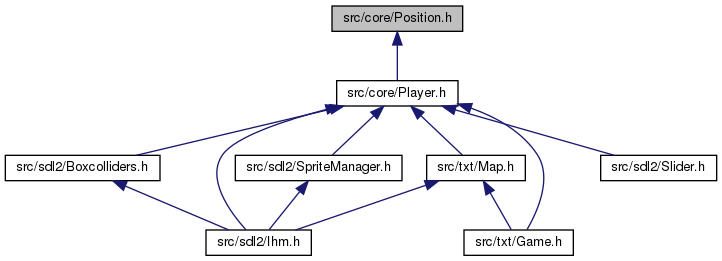 src/core/Position.h
src/core/Player.h
src/sdl2/Boxcolliders.h
src/sdl2/SpriteManager.h
src/txt/Map.h
src/sdl2/Slider.h
src/sdl2/Ihm.h
src/txt/Game.h